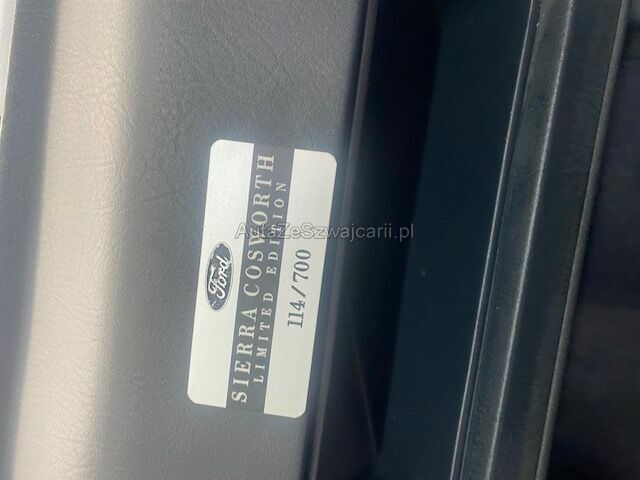 Ford
SIERRA COSWORTH
LIMITED EDITION
114/700
AutaZeSzwajcarii.pl